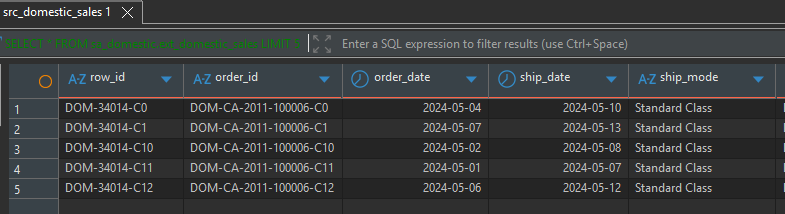 src_domestic_sales 1
SELECT * FROM src_domestic.ext_domestic_sales LIMIT 5 Enter a SQL expression to filter results (use Ctrl+Space)
A-Z row_id A-Z order_id order_date ship_date A-Z ship_mode
1 DOM-34014-C0 DOM-CA-2011-100006-C0 2024-05-04 2024-05-10 Standard Class
2 DOM-34014-C1 DOM-CA-2011-100006-C1 2024-05-07 2024-05-13 Standard Class
3 DOM-34014-C10 DOM-CA-2011-100006-C10 2024-05-02 2024-05-08 Standard Class
4 DOM-34014-C11 DOM-CA-2011-100006-C11 2024-05-01 2024-05-07 Standard Class
5 DOM-34014-C12 DOM-CA-2011-100006-C12 2024-05-06 2024-05-12 Standard Class